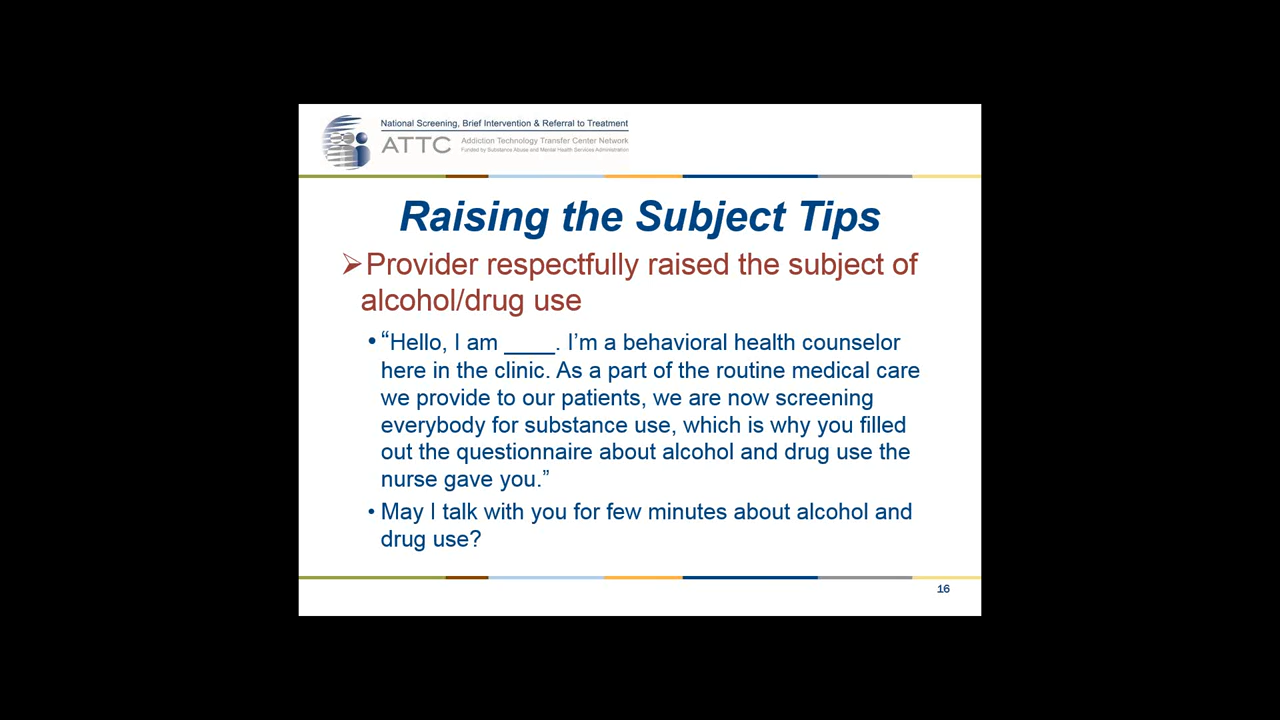 National Screening, Brief Intervention & Referral to Treatment
ATTC Addiction Technology Transfer Center Network
Funded by Substance Abuse and Mental Health Services Administration
Raising the Subject Tips
➢Provider respectfully raised the subject of
alcohol/drug use
• “Hello, I am ____. I’m a behavioral health counselor
here in the clinic. As a part of the routine medical care
we provide to our patients, we are now screening
everybody for substance use, which is why you filled
out the questionnaire about alcohol and drug use the
nurse gave you.”
• May I talk with you for few minutes about alcohol and
drug use?
16